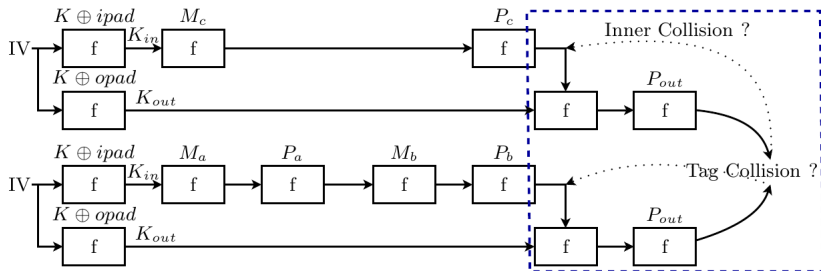 K ⊕ ipad M_c P_c Inner Collision ?
IV f K_in f f
K ⊕ opad
f K_out f f P_out
K ⊕ ipad M_a P_a M_b P_b
IV f K_in f f f f Tag Collision ?
K ⊕ opad
f K_out f f P_out